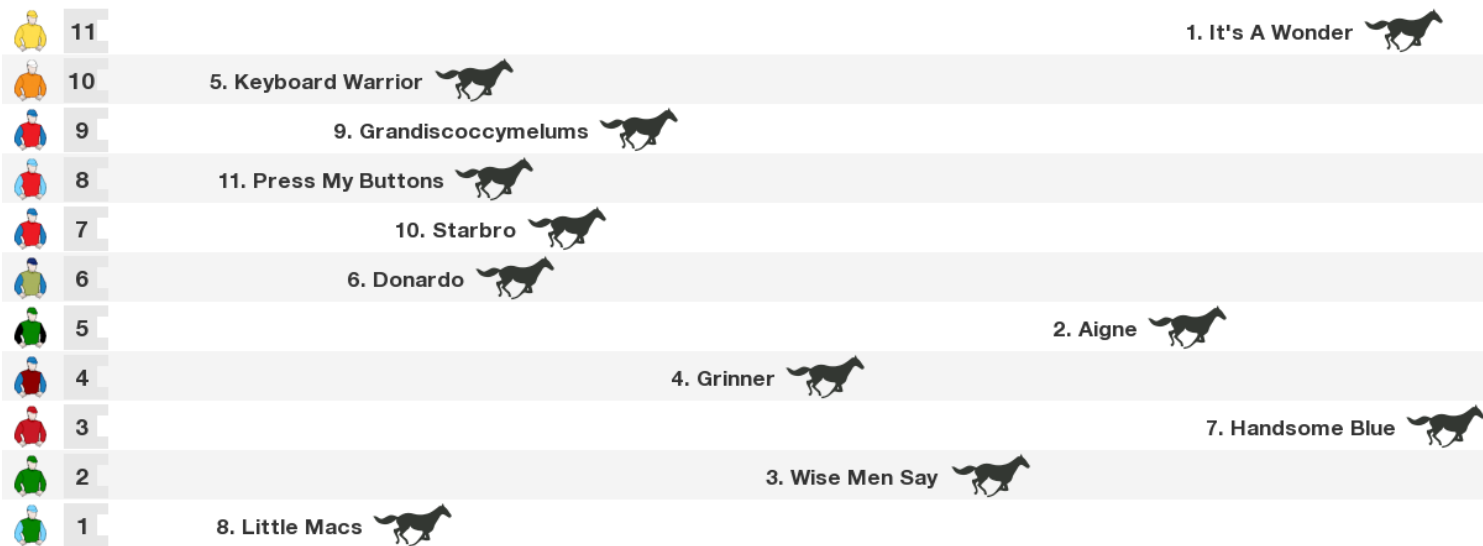 11 1. It's A Wonder
10 5. Keyboard Warrior
9 9. Grandiscoccymelums
8 11. Press My Buttons
7 10. Starbro
6 6. Donardo
5 2. Aigne
4 4. Grinner
3 7. Handsome Blue
2 3. Wise Men Say
1 8. Little Macs